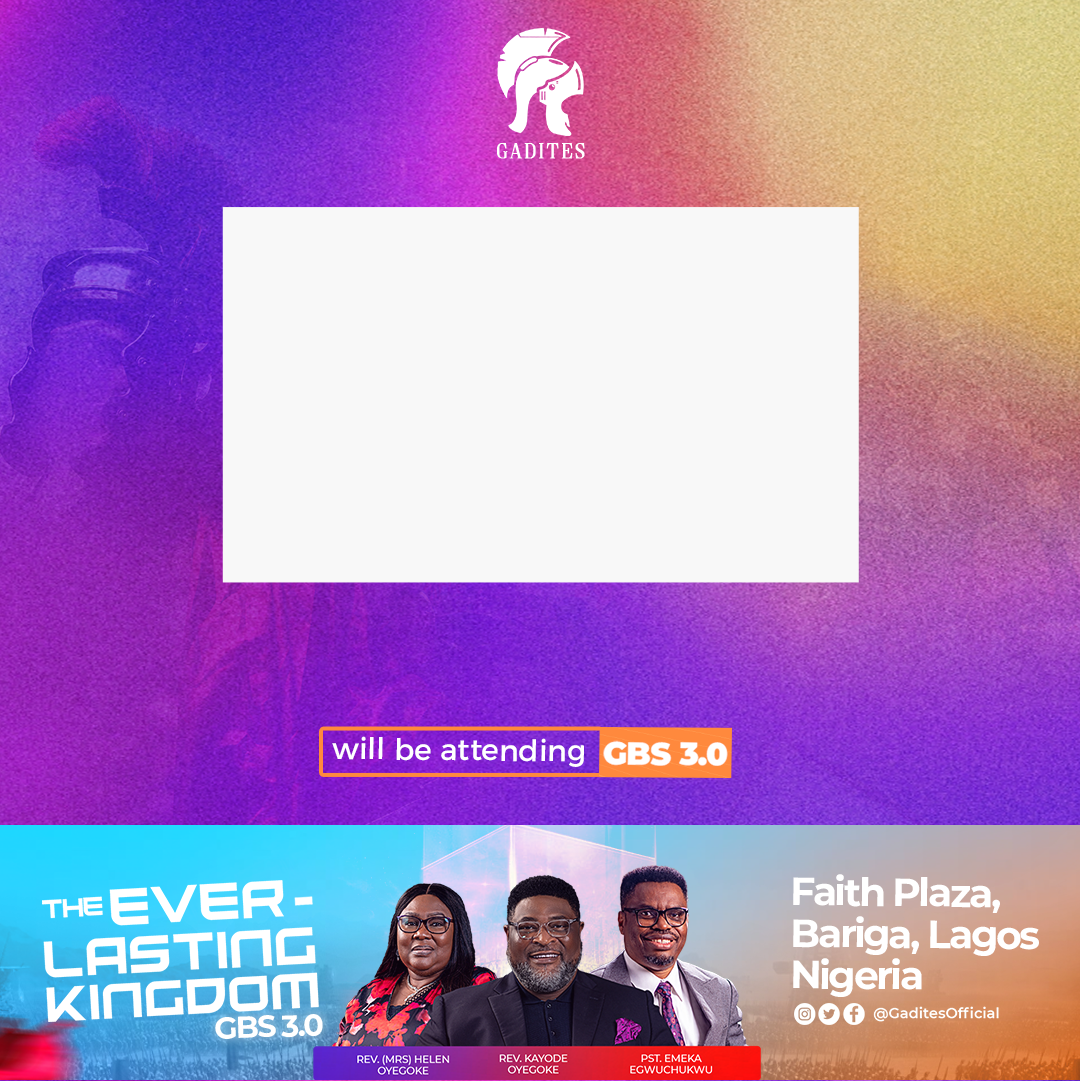 GADITES
will be attending GBS 3.0
THE EVER-
LASTING
KINGDOM
GBS 3.0
Faith Plaza,
Bariga, Lagos
Nigeria
@GaditesOfficial
REV. (MRS) HELEN
OYEGOKE
REV. KAYODE
OYEGOKE
PST. EMEKA
EGWUCHUKWU